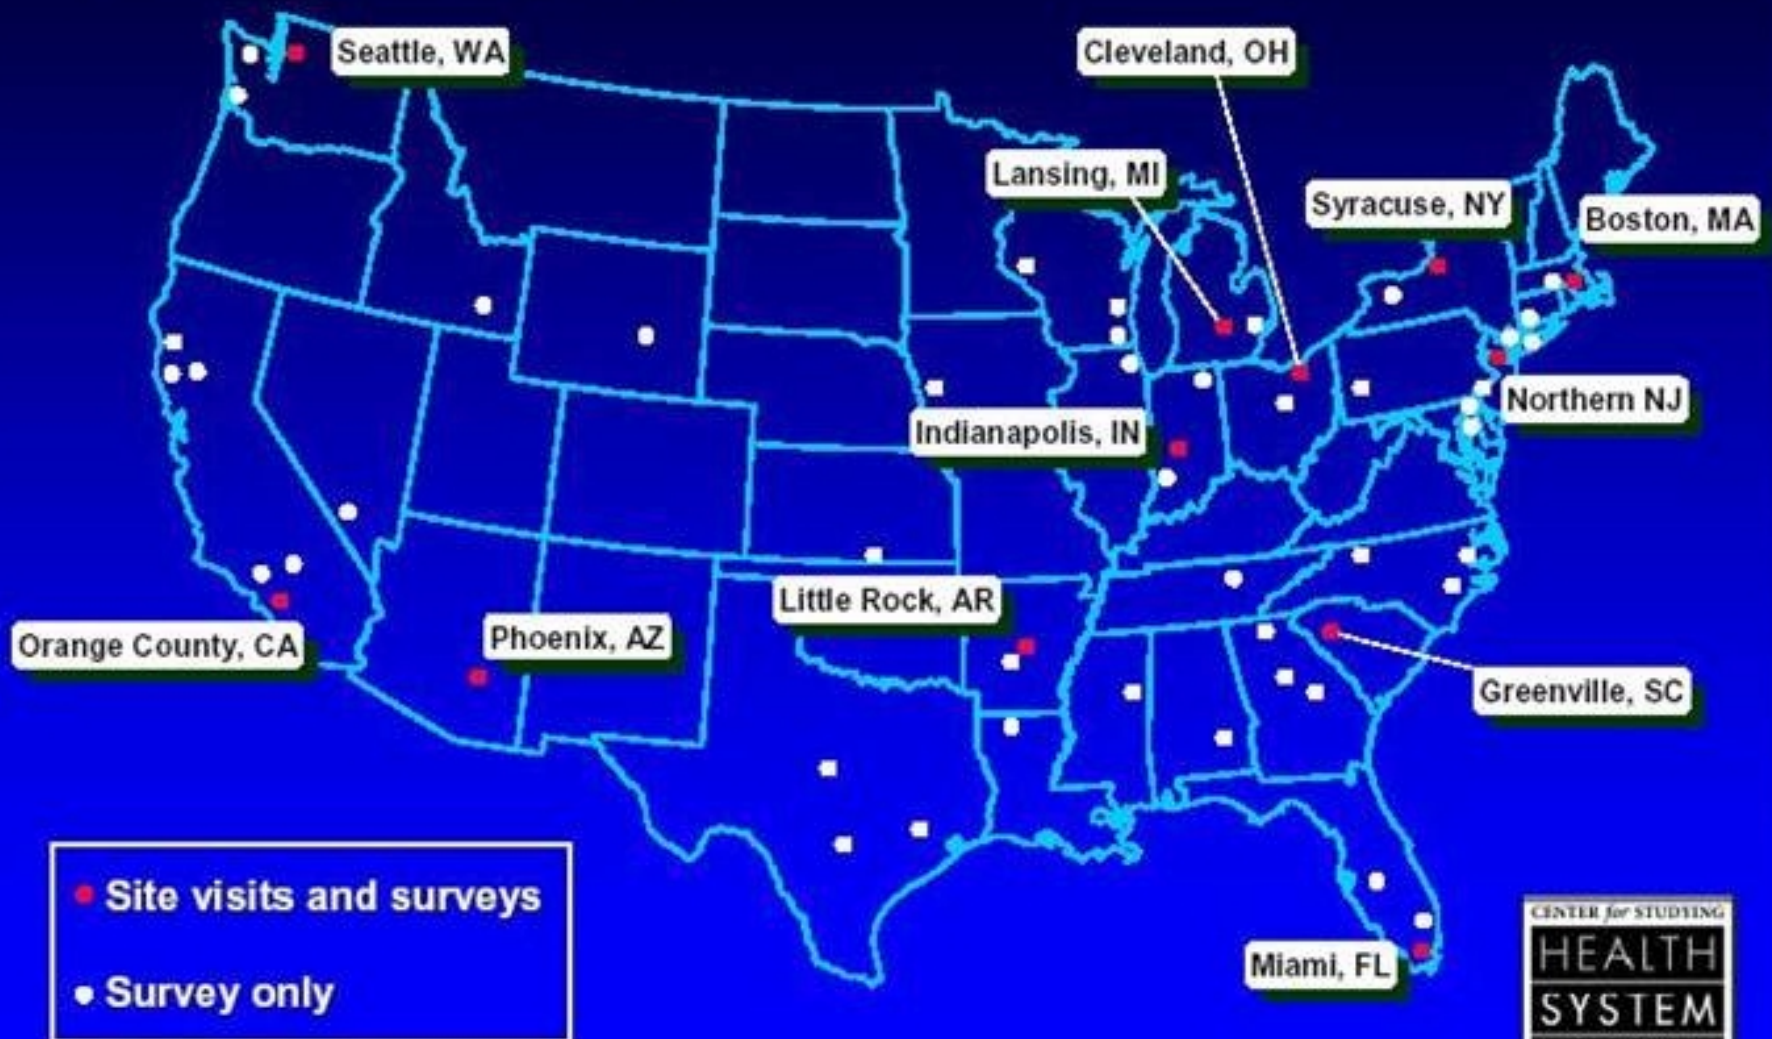 Seattle, WA
Cleveland, OH
Lansing, MI
Syracuse, NY
Boston, MA
Northern NJ
Indianapolis, IN
Little Rock, AR
Phoenix, AZ
Orange County, CA
Greenville, SC
Miami, FL
Site visits and surveys
Survey only
CENTER for STUDYING
HEALTH
SYSTEM